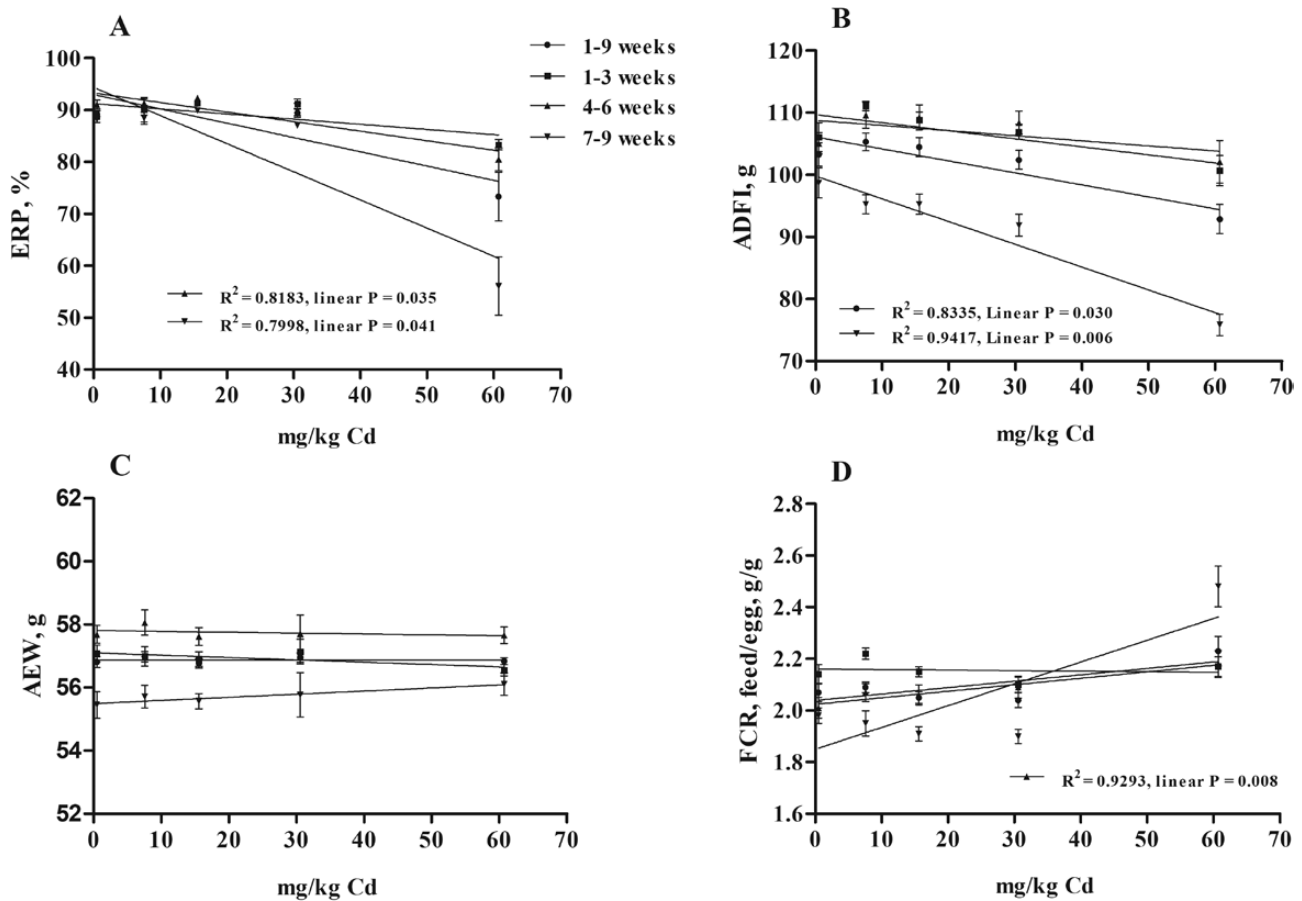 A
100
90
80
70
60
50
40
ERP, %
0 10 20 30 40 50 60 70
mg/kg Cd
R² = 0.8183, linear P = 0.035
R² = 0.7998, linear P = 0.041
1-9 weeks
1-3 weeks
4-6 weeks
7-9 weeks
B
120
110
100
90
80
70
ADFI, g
0 10 20 30 40 50 60 70
mg/kg Cd
R² = 0.8335, Linear P = 0.030
R² = 0.9417, Linear P = 0.006
C
62
60
58
56
54
52
AEW, g
0 10 20 30 40 50 60 70
mg/kg Cd
D
2.8
2.6
2.4
2.2
2.0
1.8
1.6
FCR, feed/egg, g/g
0 10 20 30 40 50 60 70
mg/kg Cd
R² = 0.9293, linear P = 0.008